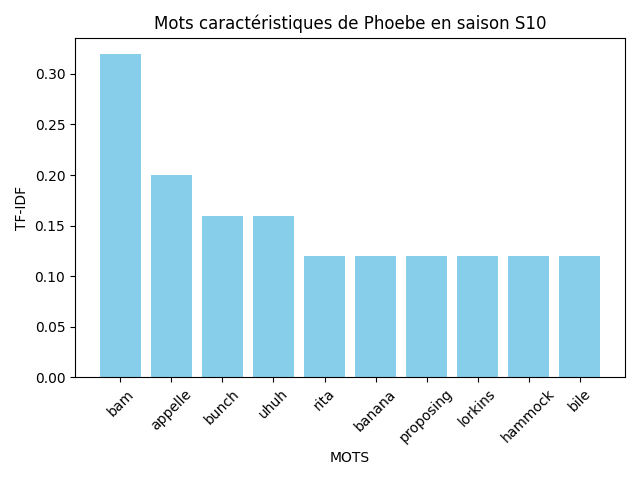 Mots caractéristiques de Phoebe en saison S10
TF-IDF
0.30
0.25
0.20
0.15
0.10
0.05
0.00
bam
appelle
bunch
uhuh
rita
banana
proposing
lorkins
hammock
bile
MOTS